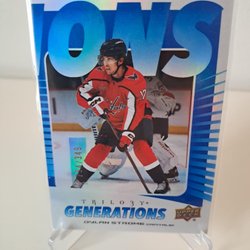 IONS
TRILOGY
GENERATIONS
UPPER DECK
DYLAN STROME